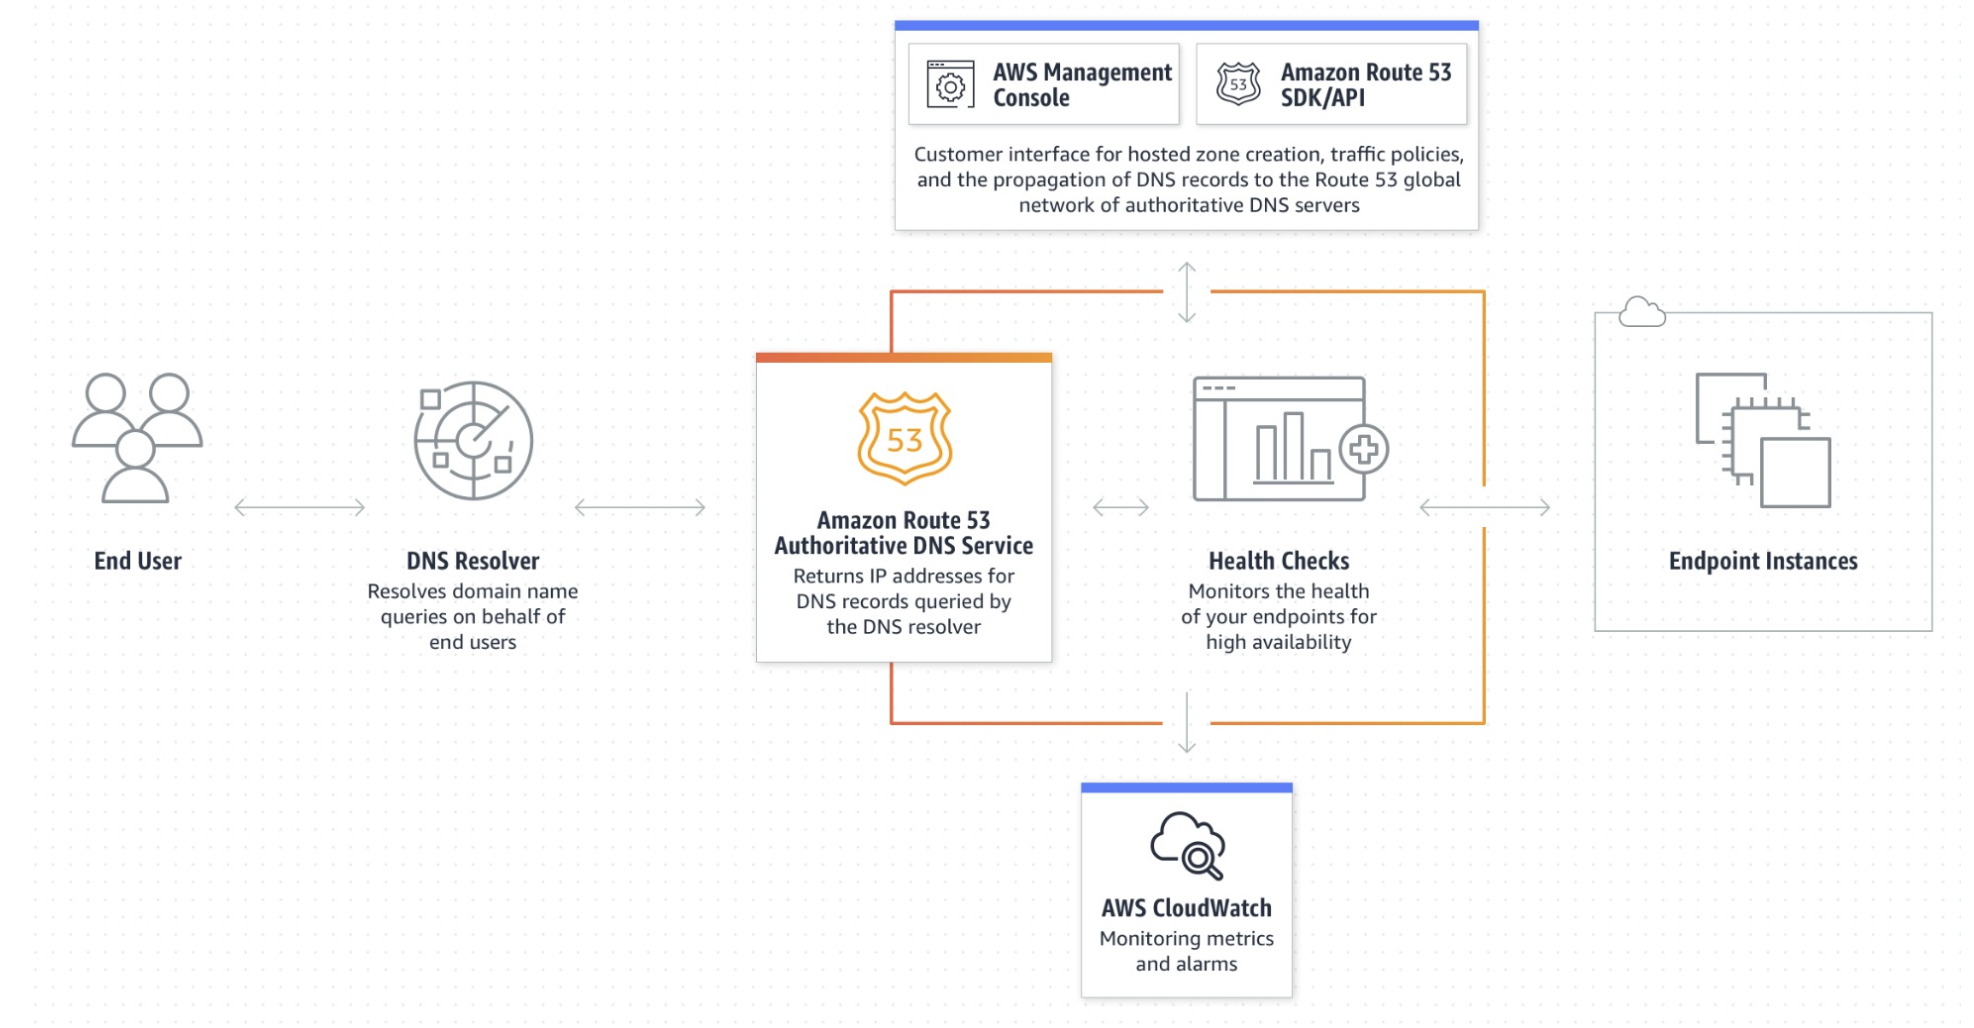 AWS Management
Console
Amazon Route 53
SDK/API
53
Customer interface for hosted zone creation, traffic policies,
and the propagation of DNS records to the Route 53 global
network of authoritative DNS servers
End User
DNS Resolver
Resolves domain name
queries on behalf of
end users
53
Amazon Route 53
Authoritative DNS Service
Returns IP addresses for
DNS records queried by
the DNS resolver
Health Checks
Monitors the health
of your endpoints for
high availability
Endpoint Instances
AWS CloudWatch
Monitoring metrics
and alarms